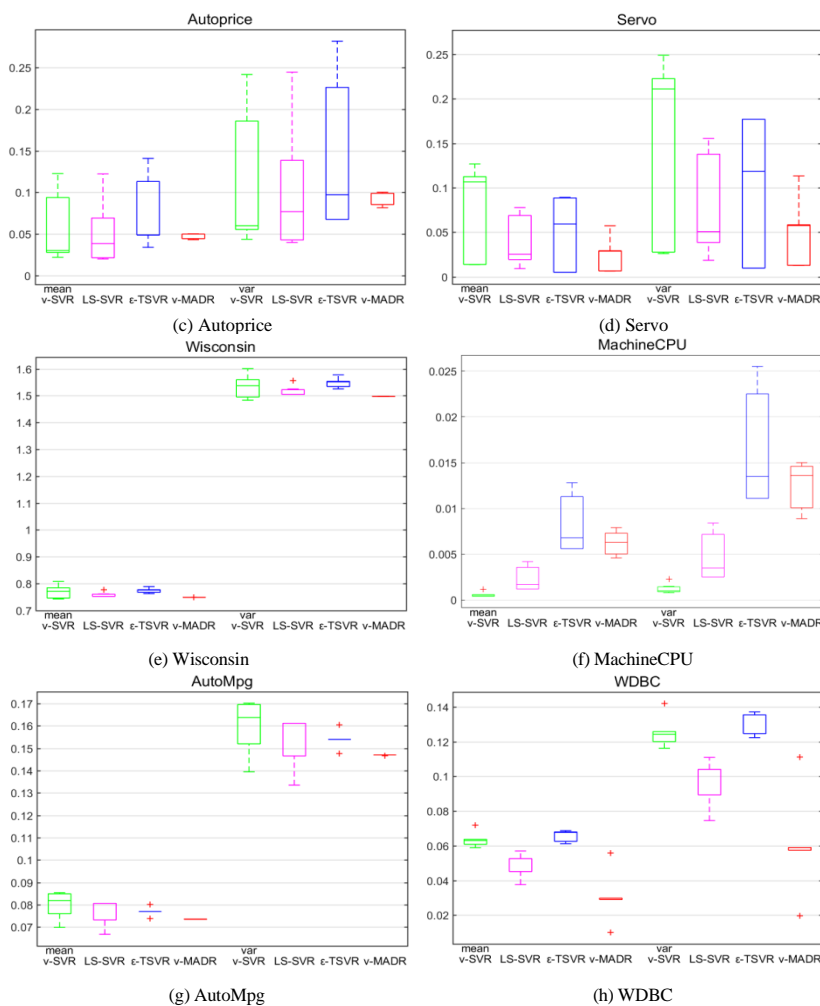 Autoprice
0.25
0.2
0.15
0.1
0.05
0
mean
v-SVR LS-SVR ε-TSVR v-MADR
var
v-SVR LS-SVR ε-TSVR v-MADR
(c) Autoprice
Servo
0.25
0.2
0.15
0.1
0.05
0
mean
v-SVR LS-SVR ε-TSVR v-MADR
var
v-SVR LS-SVR ε-TSVR v-MADR
(d) Servo
Wisconsin
1.6
1.5
1.4
1.3
1.2
1.1
1
0.9
0.8
0.7
mean
v-SVR LS-SVR ε-TSVR v-MADR
var
v-SVR LS-SVR ε-TSVR v-MADR
(e) Wisconsin
MachineCPU
0.025
0.02
0.015
0.01
0.005
0
mean
v-SVR LS-SVR ε-TSVR v-MADR
var
v-SVR LS-SVR ε-TSVR v-MADR
(f) MachineCPU
AutoMpg
0.17
0.16
0.15
0.14
0.13
0.12
0.11
0.1
0.09
0.08
0.07
mean
v-SVR LS-SVR ε-TSVR v-MADR
var
v-SVR LS-SVR ε-TSVR v-MADR
(g) AutoMpg
WDBC
0.14
0.12
0.1
0.08
0.06
0.04
0.02
mean
v-SVR LS-SVR ε-TSVR v-MADR
var
v-SVR LS-SVR ε-TSVR v-MADR
(h) WDBC